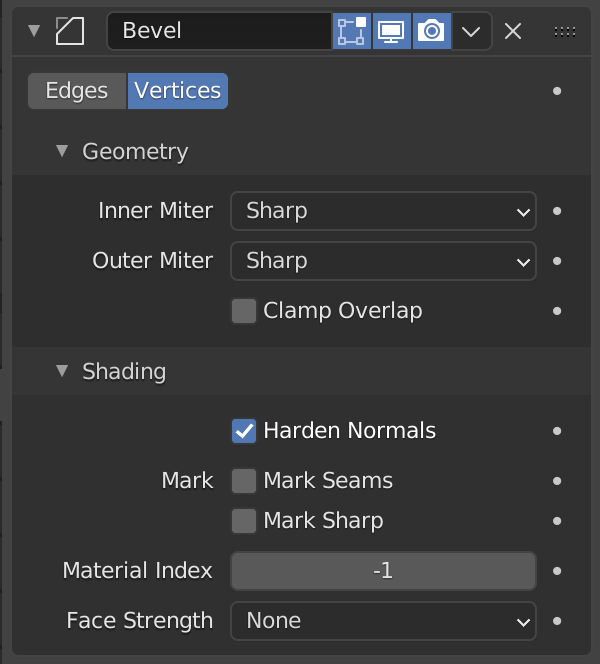 Bevel
Edges Vertices
Geometry
Inner Miter Sharp
Outer Miter Sharp
Clamp Overlap
Shading
Harden Normals
Mark Mark Seams
Mark Sharp
Material Index -1
Face Strength None